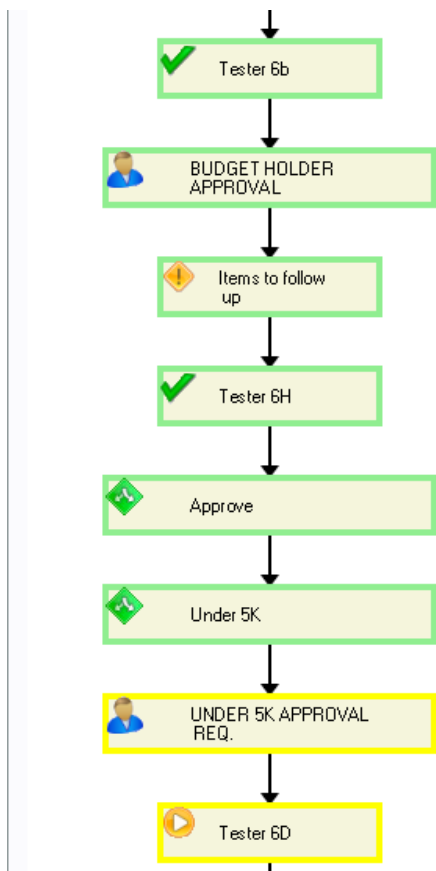 Tester 6b
BUDGET HOLDER
APPROVAL
Items to follow
up
Tester 6H
Approve
Under 5K
UNDER 5K APPROVAL
REQ.
Tester 6D